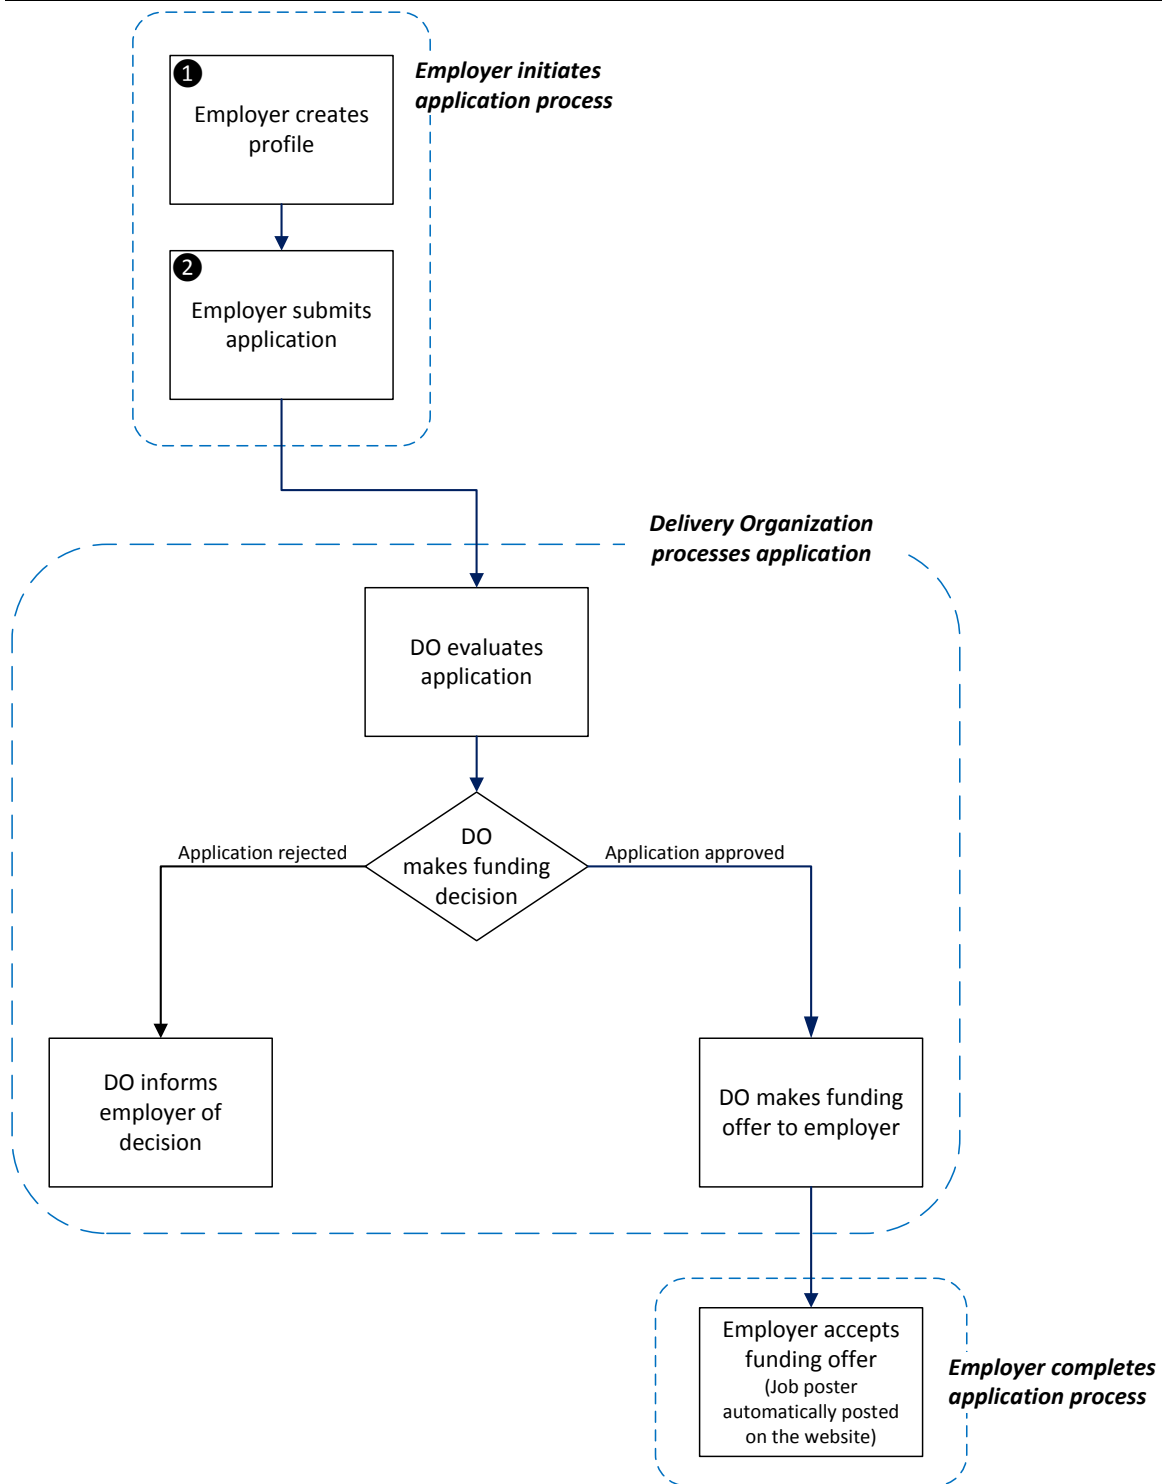 1
Employer creates
profile
Employer initiates
application process
2
Employer submits
application
Delivery Organization
processes application
DO evaluates
application
DO
makes funding
decision
Application rejected
Application approved
DO informs
employer of
decision
DO makes funding
offer to employer
Employer accepts
funding offer
(Job poster
automatically posted
on the website)
Employer completes
application process